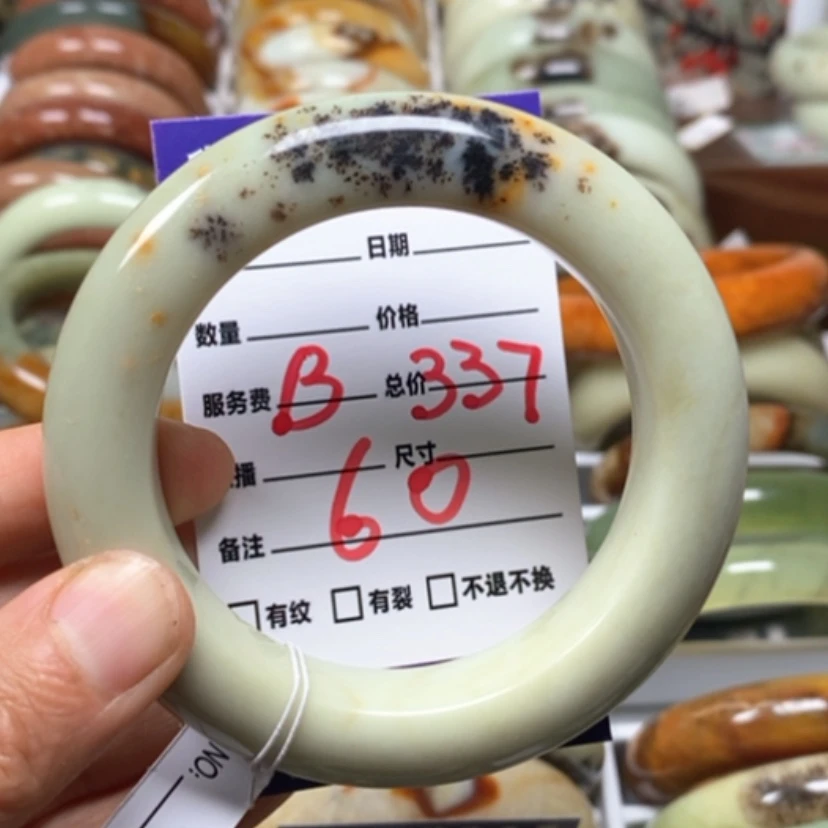 日期
数量 价格
服务费 B 总价 337
播 尺寸
60
备注
有纹 有裂 不退不换
NO: